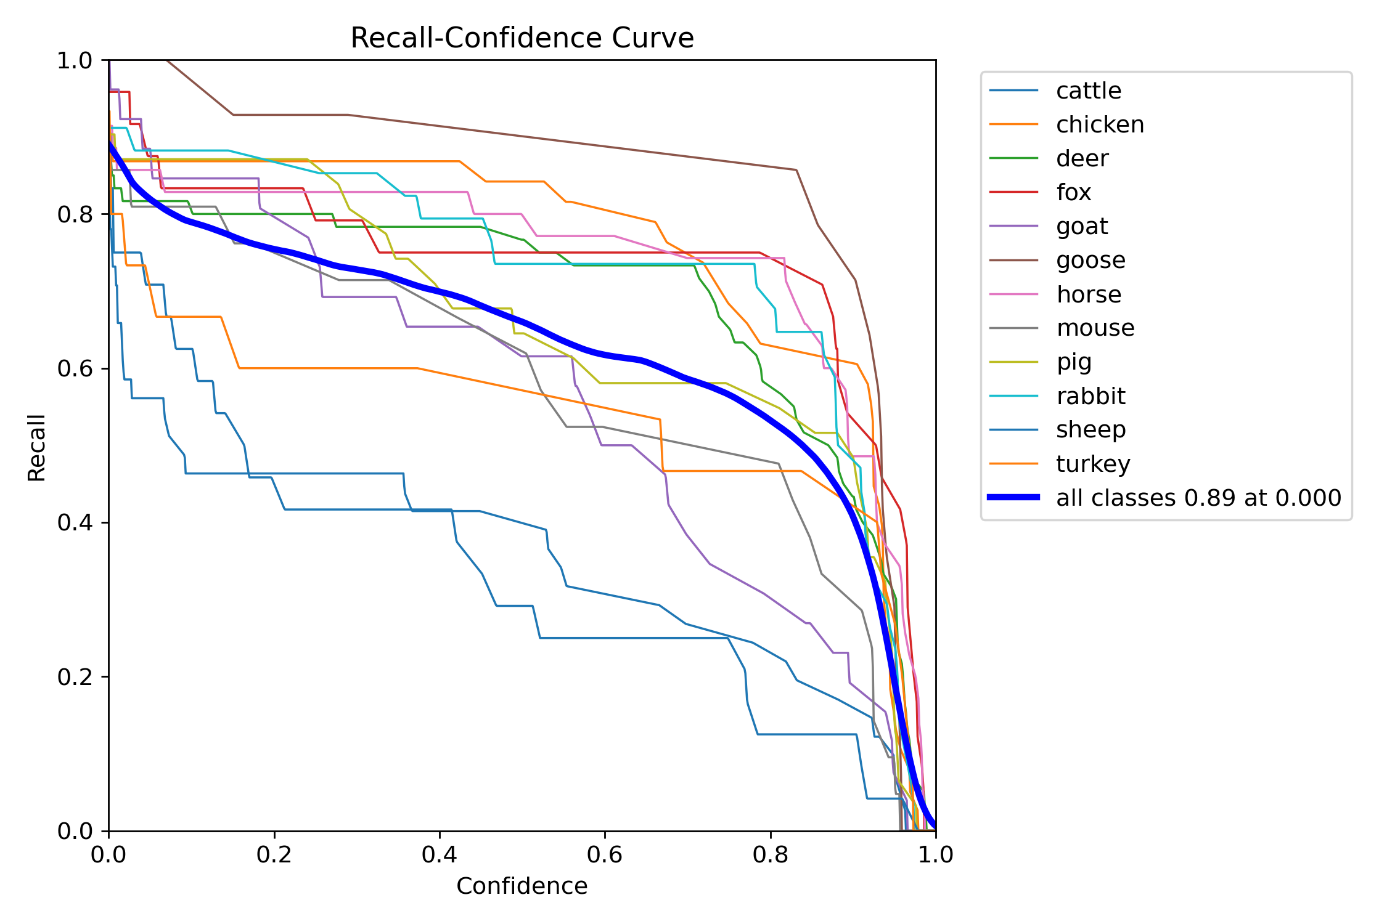 Recall-Confidence Curve
1.0
0.8
0.6
0.4
0.2
0.0
Recall
0.0 0.2 0.4 0.6 0.8 1.0
Confidence
cattle
chicken
deer
fox
goat
goose
horse
mouse
pig
rabbit
sheep
turkey
all classes 0.89 at 0.000